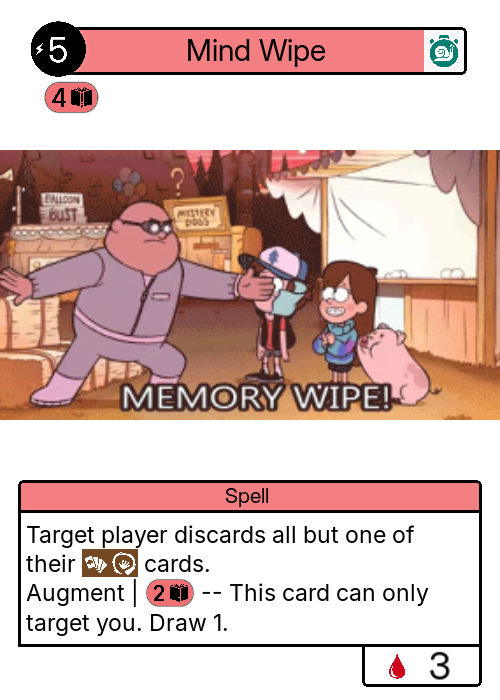 5
Mind Wipe
4
BALLOON
BUST
?
MYSTERY
DOGS
MEMORY WIPE!
Spell
Target player discards all but one of
their cards.
Augment | 2 -- This card can only
target you. Draw 1.
3